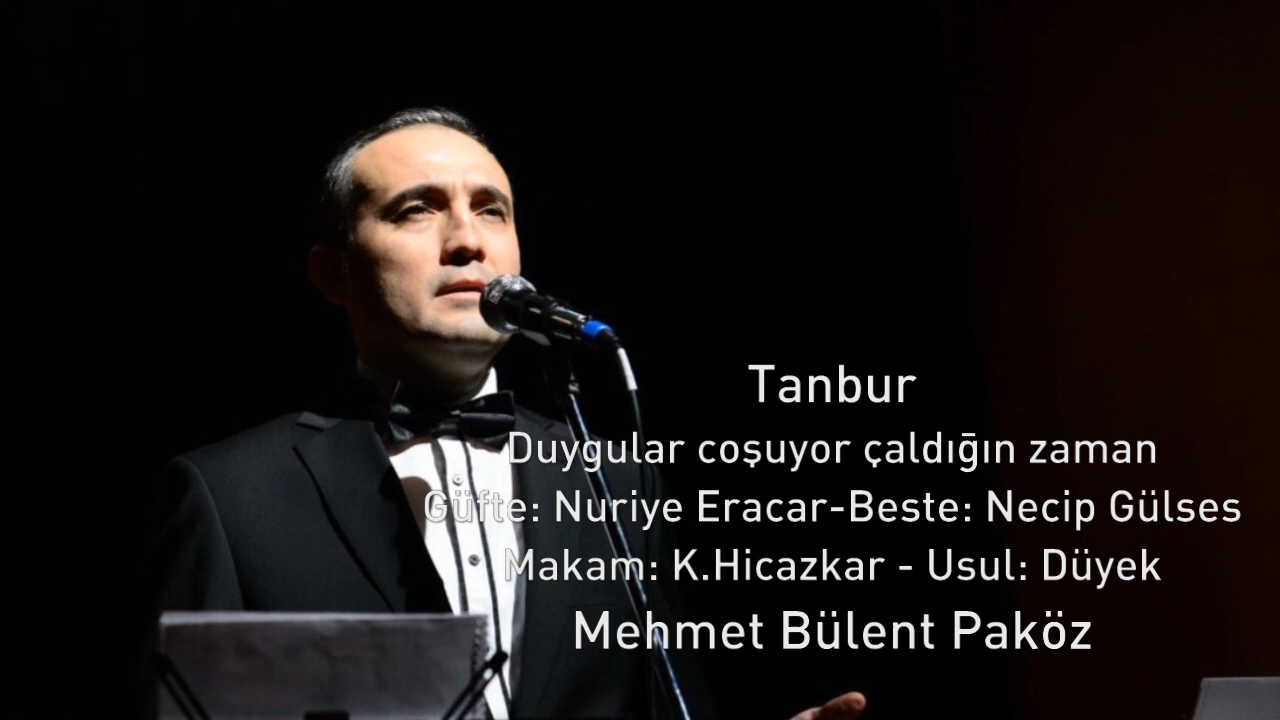 Tanbur
Duygular coşuyor çaldığın zaman
Güfte: Nuriye Eracar-Beste: Necip Gülses
Makam: K.Hicazkar - Usul: Düyek
Mehmet Bülent Paköz